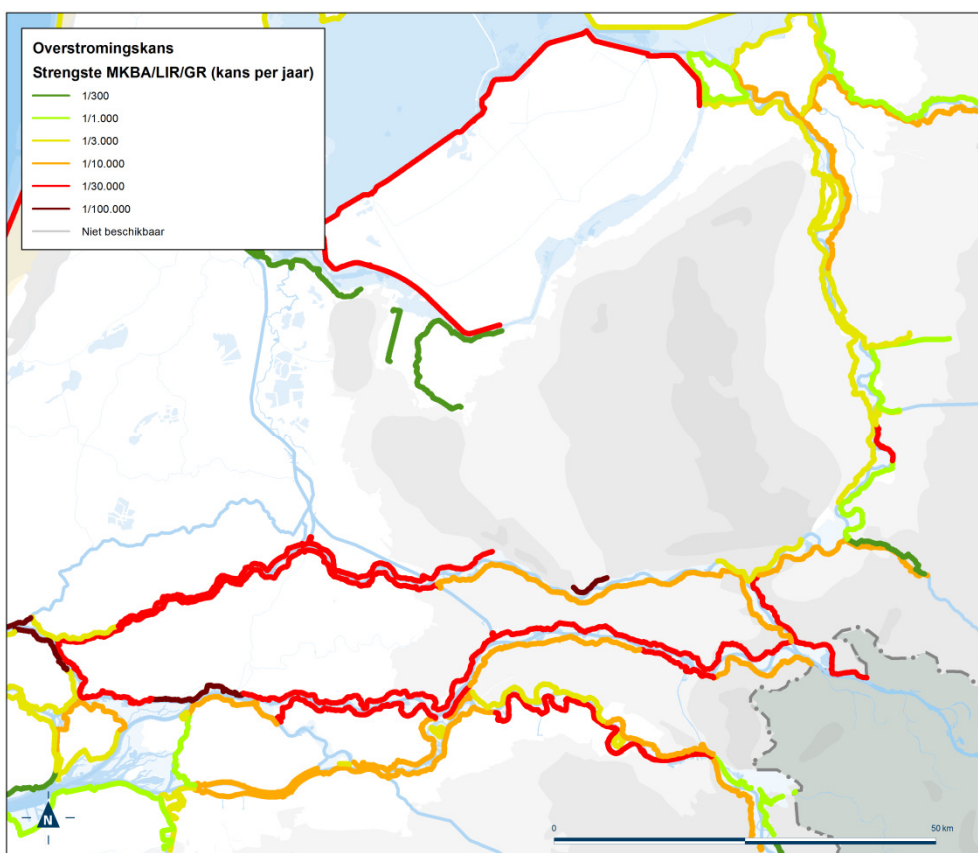 Overstromingskans
Strengste MKBA/LIR/GR (kans per jaar)
1/300
1/1.000
1/3.000
1/10.000
1/30.000
1/100.000
Niet beschikbaar
N
0
50 km